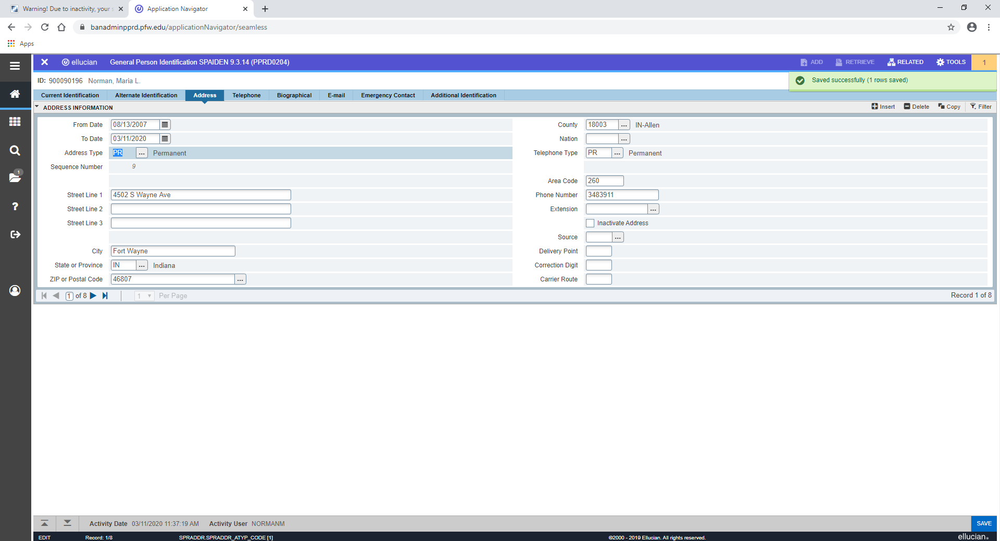 Warning! Due to inactivity, your s
Application Navigator
banadminpprd.pfw.edu/applicationNavigator/seamless
Apps
ellucian
General Person Identification SPAIDEN 9.3.14 (PPRD0204)
ADD
RETRIEVE
RELATED
TOOLS
1
ID: 900090196 Norman, Maria L.
Saved successfully (1 rows saved)
Current Identification
Alternate Identification
Address
Telephone
Biographical
E-mail
Emergency Contact
Additional Identification
ADDRESS INFORMATION
Insert
Delete
Copy
Filter
From Date 08/13/2007
To Date 03/11/2020
Address Type PR ... Permanent
Sequence Number 9
Street Line 1 4502 S Wayne Ave
Street Line 2
Street Line 3
City Fort Wayne
State or Province IN ... Indiana
ZIP or Postal Code 46807 ...
County 18003 ... IN-Allen
Nation ...
Telephone Type PR ... Permanent
Area Code 260
Phone Number 3483911
Extension ...
Inactivate Address
Source ...
Delivery Point
Correction Digit
Carrier Route
1 of 8
1 Per Page
Record 1 of 8
1
?
Activity Date 03/11/2020 11:37:19 AM Activity User NORMANM
SAVE
EDIT
Record: 1/8
SPRADDR.SPRADDR_ATYP_CODE [1]
©2000 - 2019 Ellucian. All rights reserved.
ellucian